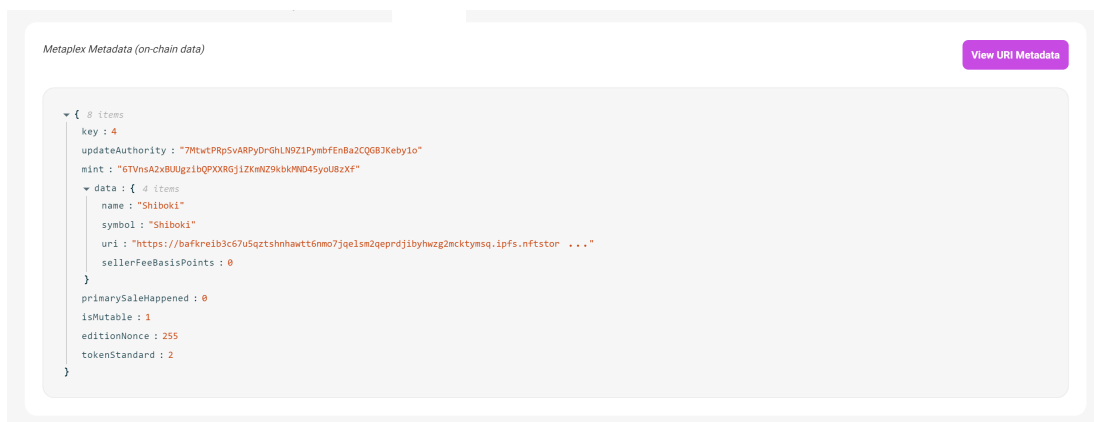 Metaplex Metadata (on-chain data)
View URI Metadata
{ 8 items
key : 4
updateAuthority : "7MtwtPRpSvARPyDrGhLN9Z1PymbfEnBa2CQGBJKeby1o"
mint : "6TVnsA2xBUUgzibQPXXRGjiZKmNZ9kbkMND45yoU8zXf"
data : { 4 items
name : "Shiboki"
symbol : "Shiboki"
uri : "https://bafkreib3c67u5qztshnhawtt6nmo7jqelsm2qeprdjibyhwzg2mcktymsq.ipfs.nftstor ..."
sellerFeeBasisPoints : 0
}
primarySaleHappened : 0
isMutable : 1
editionNonce : 255
tokenStandard : 2
}